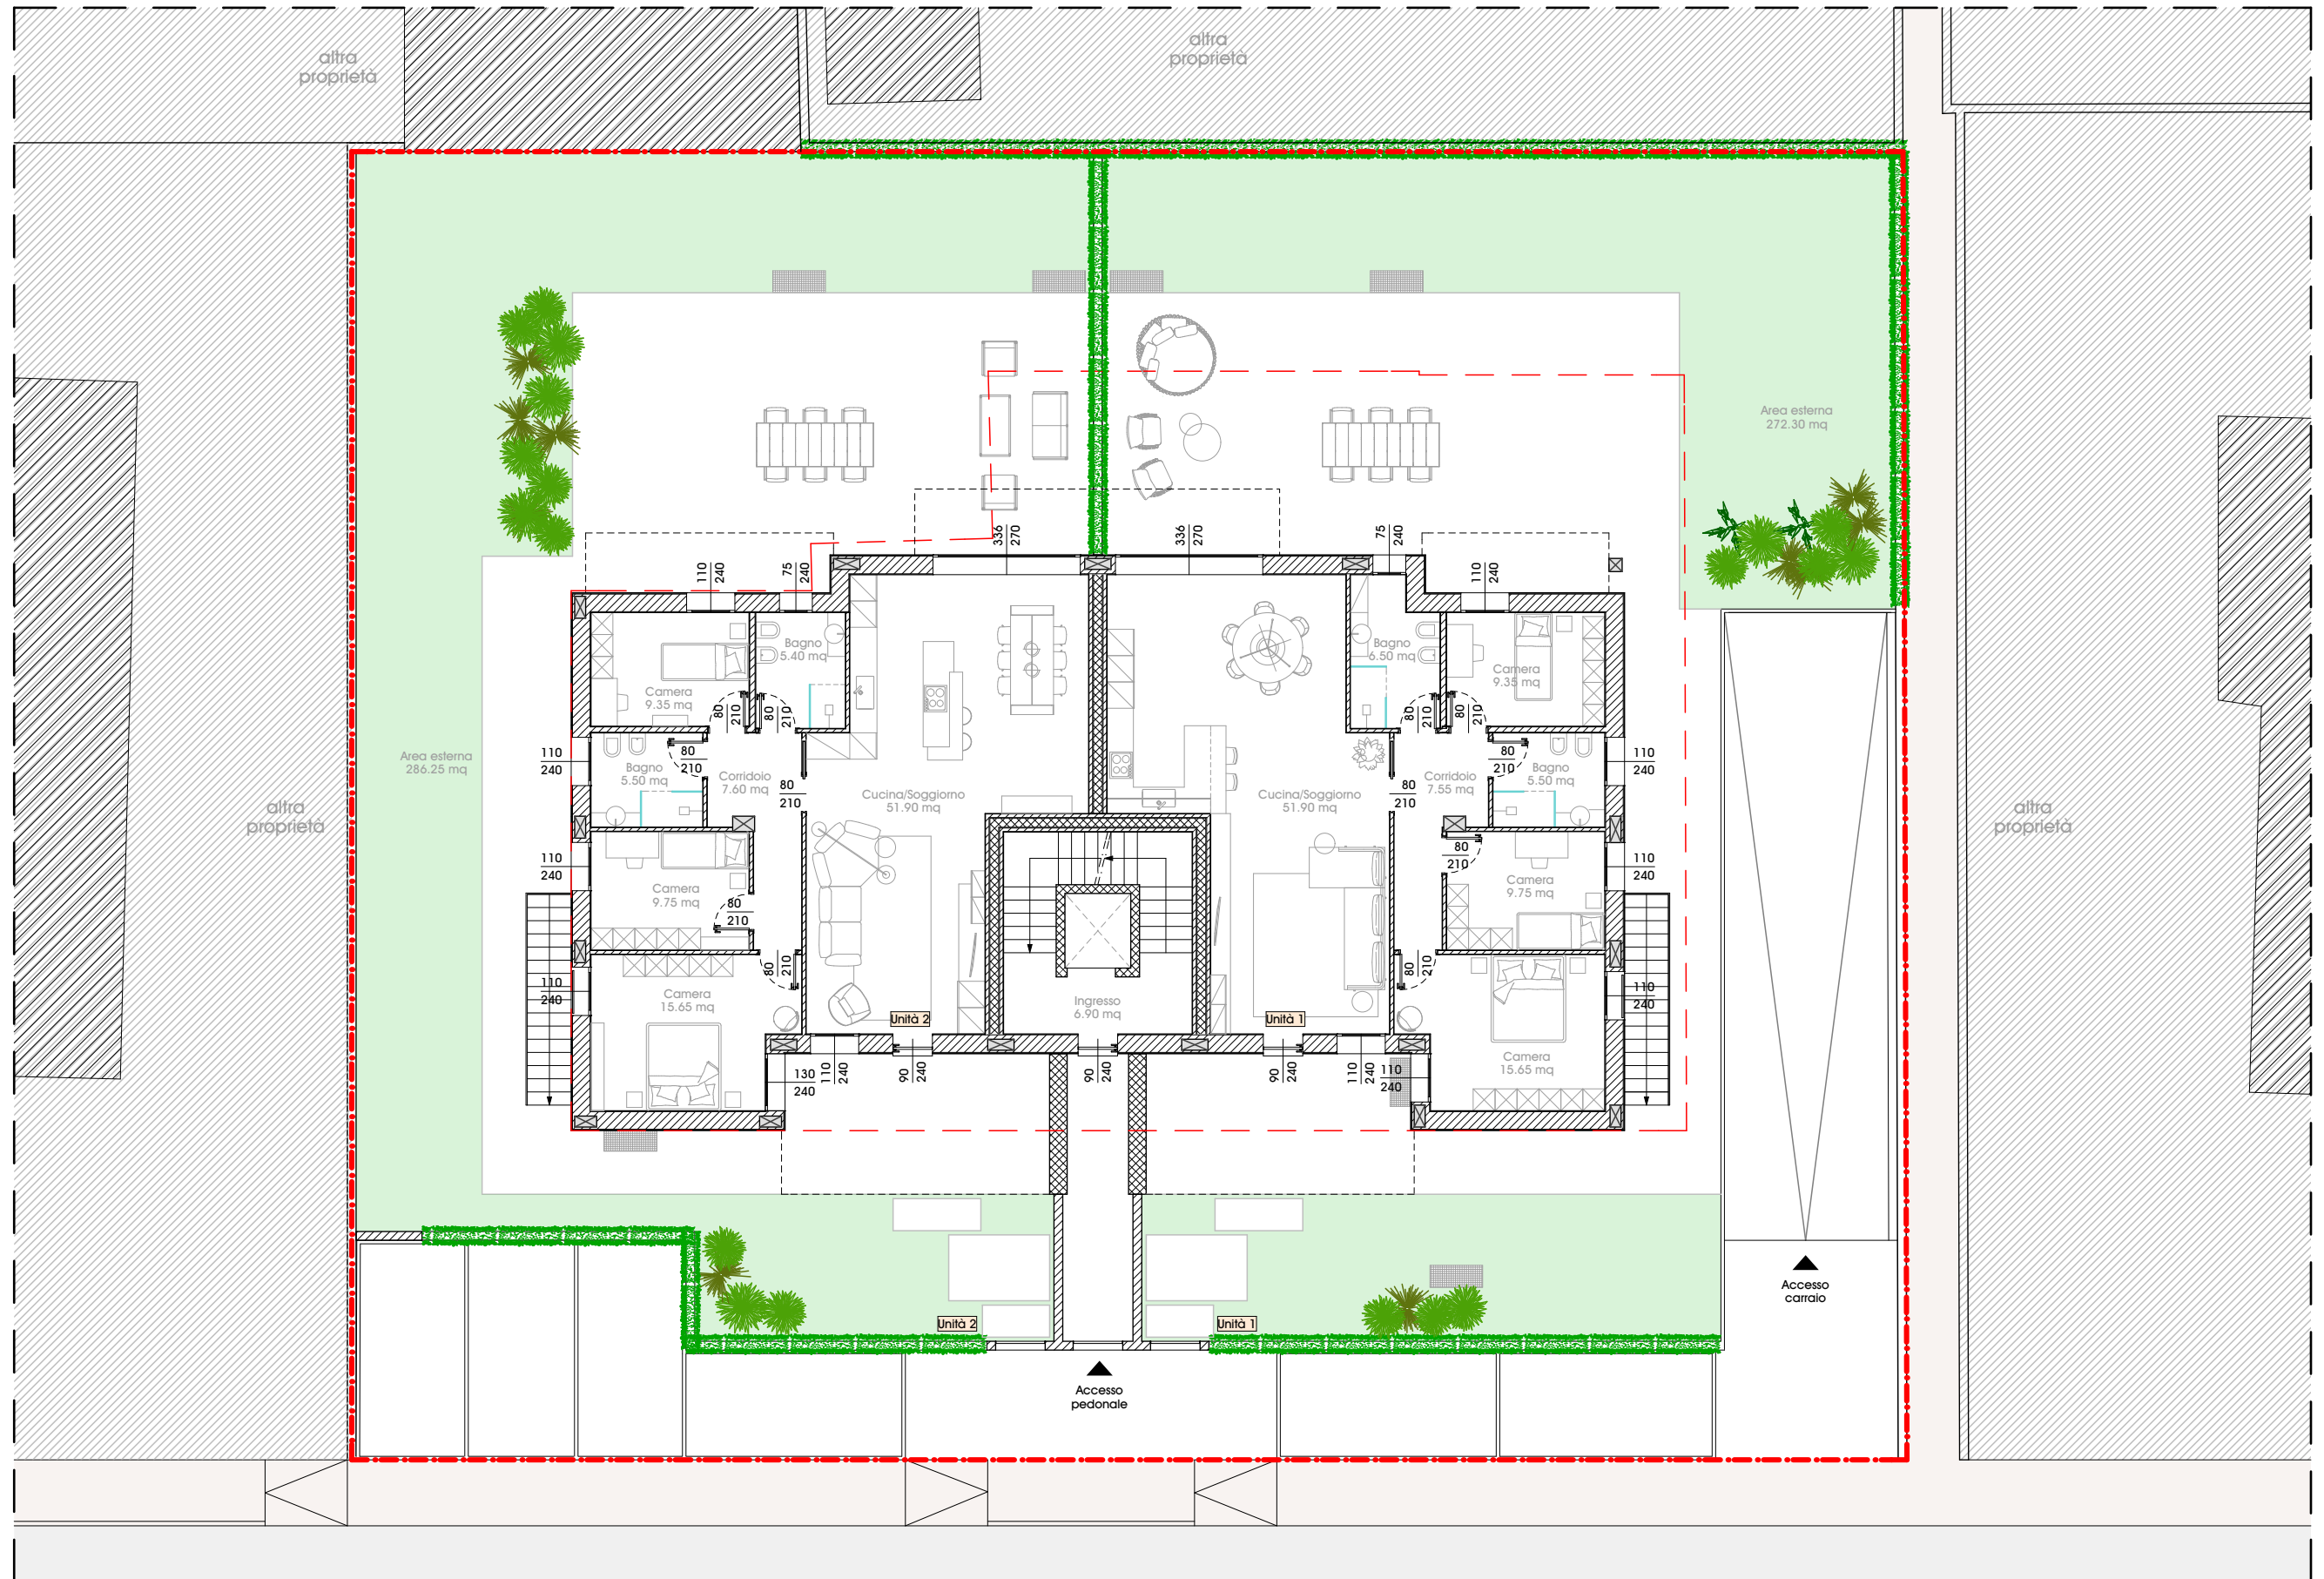 altra
proprietà
altra
proprietà
Area esterna
272.30 mq
336
270
336
270
75
240
110
240
75
240
110
240
Bagno
5.40 mq
Camera
9.35 mq
80
210
80
210
Bagno
6.50 mq
Camera
9.35 mq
80
210
80
210
Area esterna
286.25 mq
110
240
Bagno
5.50 mq
80
210
Corridoio
7.60 mq
80
210
Cucina/Soggiorno
51.90 mq
Cucina/Soggiorno
51.90 mq
80
210
Corridoio
7.55 mq
80
210
Bagno
5.50 mq
110
240
altra
proprietà
altra
proprietà
110
240
Camera
9.75 mq
80
210
80
210
Camera
9.75 mq
110
240
110
240
Camera
15.65 mq
80
210
Ingresso
6.90 mq
80
210
110
240
Unità 2
Unità 1
Camera
15.65 mq
130
240
110
240
90
240
90
240
90
240
110
240
110
240
Accesso
carraio
Unità 2
Unità 1
Accesso
pedonale